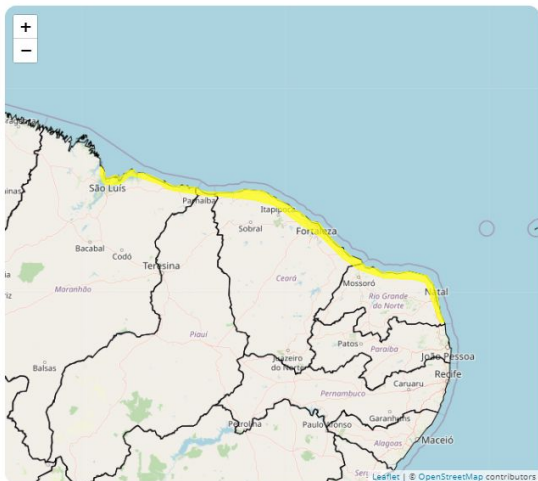 +
−
São Luís
Parnaíba
Itapipoca
Sobral
Fortaleza
Bacabal
Codó
Teresina
Ceará
Mossoró
Natal
Rio Grande
do Norte
Maranhão
Piauí
Patos
Paraíba
João Pessoa
Juazeiro
do Norte
Recife
Balsas
Pernambuco
Caruaru
Petrolina
Garanhuns
Paulo Afonso
Maceió
Alagoas
Leaflet | © OpenStreetMap contributors